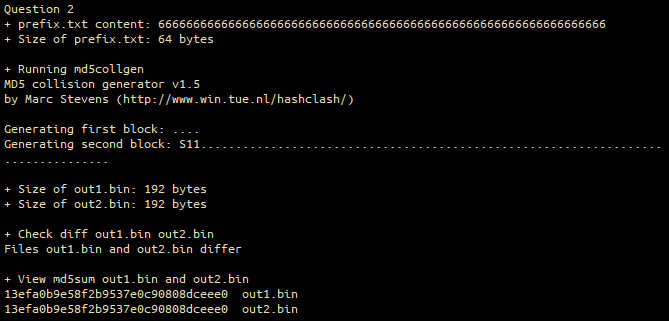 Question 2
+ prefix.txt content: 6666666666666666666666666666666666666666666666666666666666666666
+ Size of prefix.txt: 64 bytes
+ Running md5collgen
MD5 collision generator v1.5
by Marc Stevens (http://www.win.tue.nl/hashclash/)
Generating first block: ....
Generating second block: S11..................................................................
...............
+ Size of out1.bin: 192 bytes
+ Size of out2.bin: 192 bytes
+ Check diff out1.bin out2.bin
Files out1.bin and out2.bin differ
+ View md5sum out1.bin and out2.bin
13efa0b9e58f2b9537e0c90808dceee0  out1.bin
13efa0b9e58f2b9537e0c90808dceee0  out2.bin